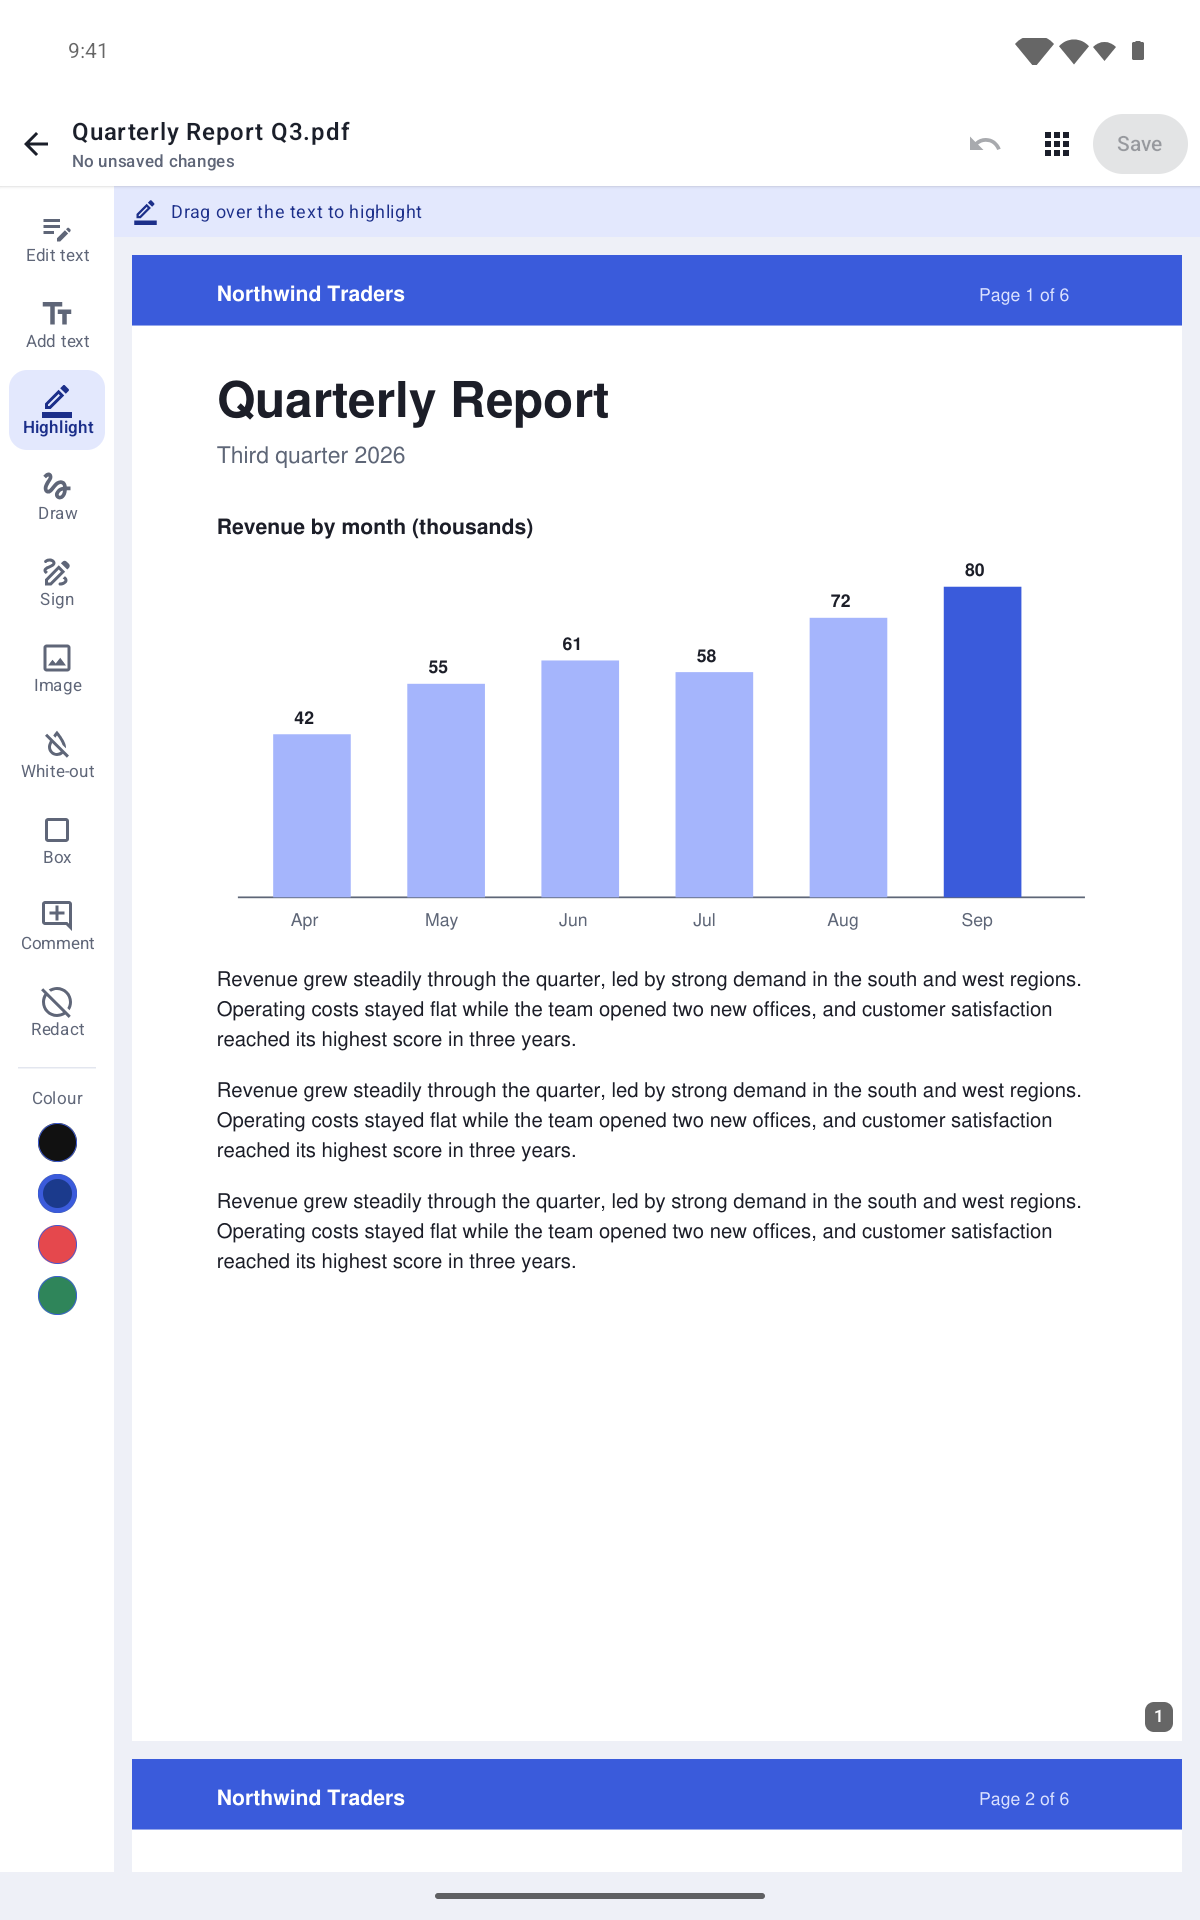 9:41
Quarterly Report Q3.pdf
No unsaved changes
Save
Drag over the text to highlight
Edit text
Add text
Highlight
Draw
Sign
Image
White-out
Box
Comment
Redact
Colour
Northwind Traders
Page 1 of 6
Quarterly Report
Third quarter 2026
Revenue by month (thousands)
42
55
61
58
72
80
Apr
May
Jun
Jul
Aug
Sep
Revenue grew steadily through the quarter, led by strong demand in the south and west regions.
Operating costs stayed flat while the team opened two new offices, and customer satisfaction
reached its highest score in three years.
Revenue grew steadily through the quarter, led by strong demand in the south and west regions.
Operating costs stayed flat while the team opened two new offices, and customer satisfaction
reached its highest score in three years.
Revenue grew steadily through the quarter, led by strong demand in the south and west regions.
Operating costs stayed flat while the team opened two new offices, and customer satisfaction
reached its highest score in three years.
1
Northwind Traders
Page 2 of 6